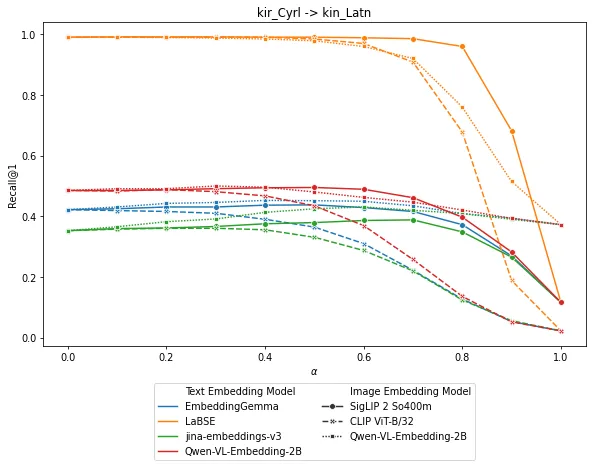 kir_Cyrl -> kin_Latn
Recall@1
1.0
0.8
0.6
0.4
0.2
0.0
0.0 0.2 0.4 0.6 0.8 1.0
α
Text Embedding Model
EmbeddingGemma
LaBSE
jina-embeddings-v3
Qwen-VL-Embedding-2B
Image Embedding Model
SigLIP 2 So400m
CLIP ViT-B/32
Qwen-VL-Embedding-2B